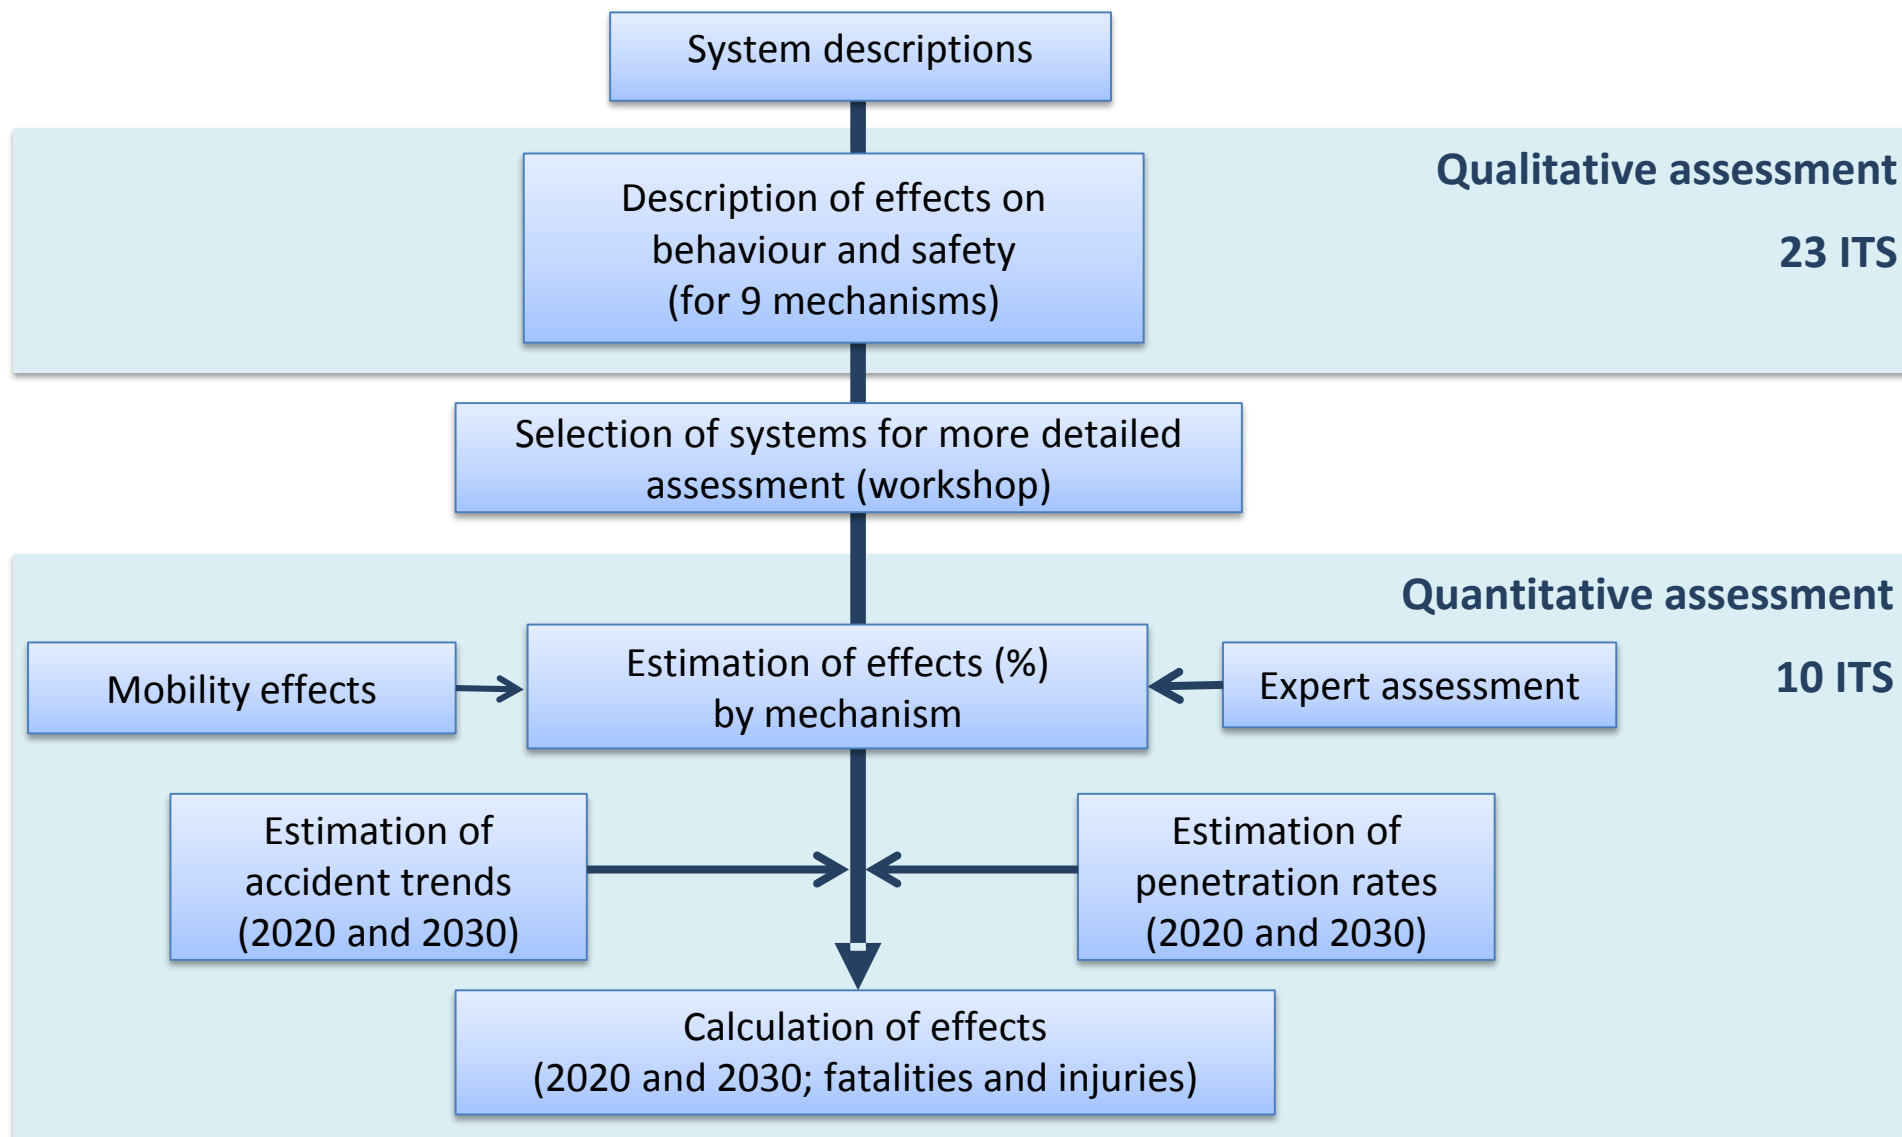 System descriptions
Qualitative assessment
23 ITS
Description of effects on
behaviour and safety
(for 9 mechanisms)
Selection of systems for more detailed
assessment (workshop)
Quantitative assessment
10 ITS
Mobility effects
Estimation of effects (%)
by mechanism
Expert assessment
Estimation of
accident trends
(2020 and 2030)
Estimation of
penetration rates
(2020 and 2030)
Calculation of effects
(2020 and 2030; fatalities and injuries)